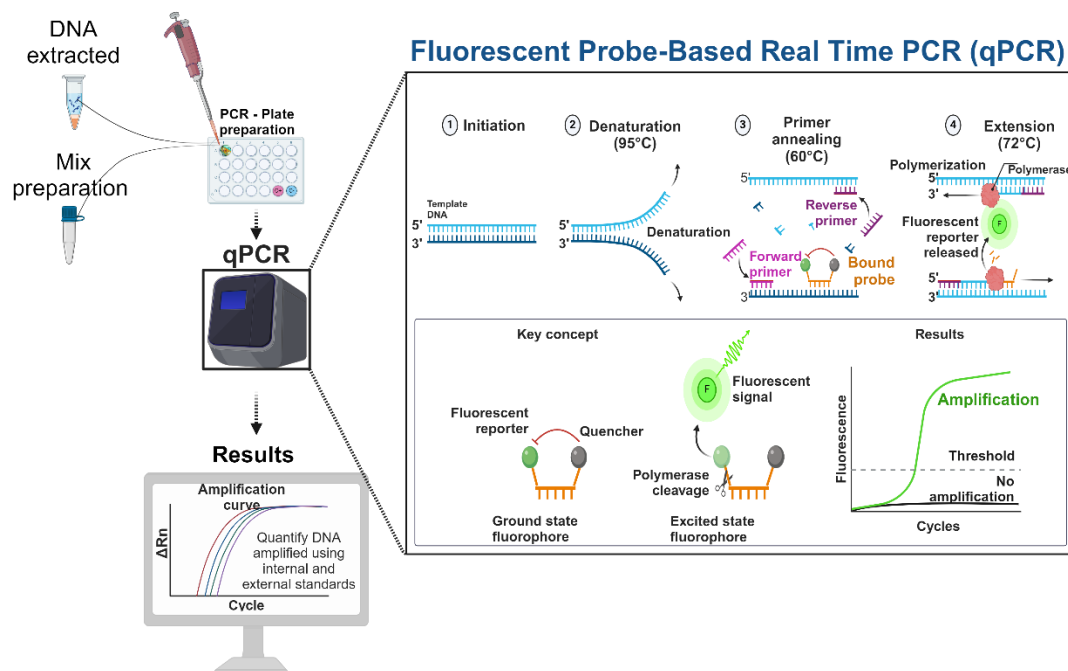 DNA
extracted
Mix
preparation
PCR - Plate
preparation
qPCR
Results
Amplification
curve
ΔRn
Quantify DNA
amplified using
internal and
external standards
Cycle
Fluorescent Probe-Based Real Time PCR (qPCR)
1 Initiation
Template
DNA
5'
3'
2 Denaturation
(95°C)
5'
3'
Denaturation
3 Primer
annealing
(60°C)
5'
Reverse
primer
Forward
primer
Bound
probe
3'
4 Extension
(72°C)
Polymerization
Polymerase
5'
3'
Fluorescent
reporter
released
F
5'
3'
Key concept
Fluorescent
reporter
Quencher
Ground state
fluorophore
F
Fluorescent
signal
Polymerase
cleavage
Excited state
fluorophore
Results
Fluorescence
Amplification
Threshold
No
amplification
Cycles